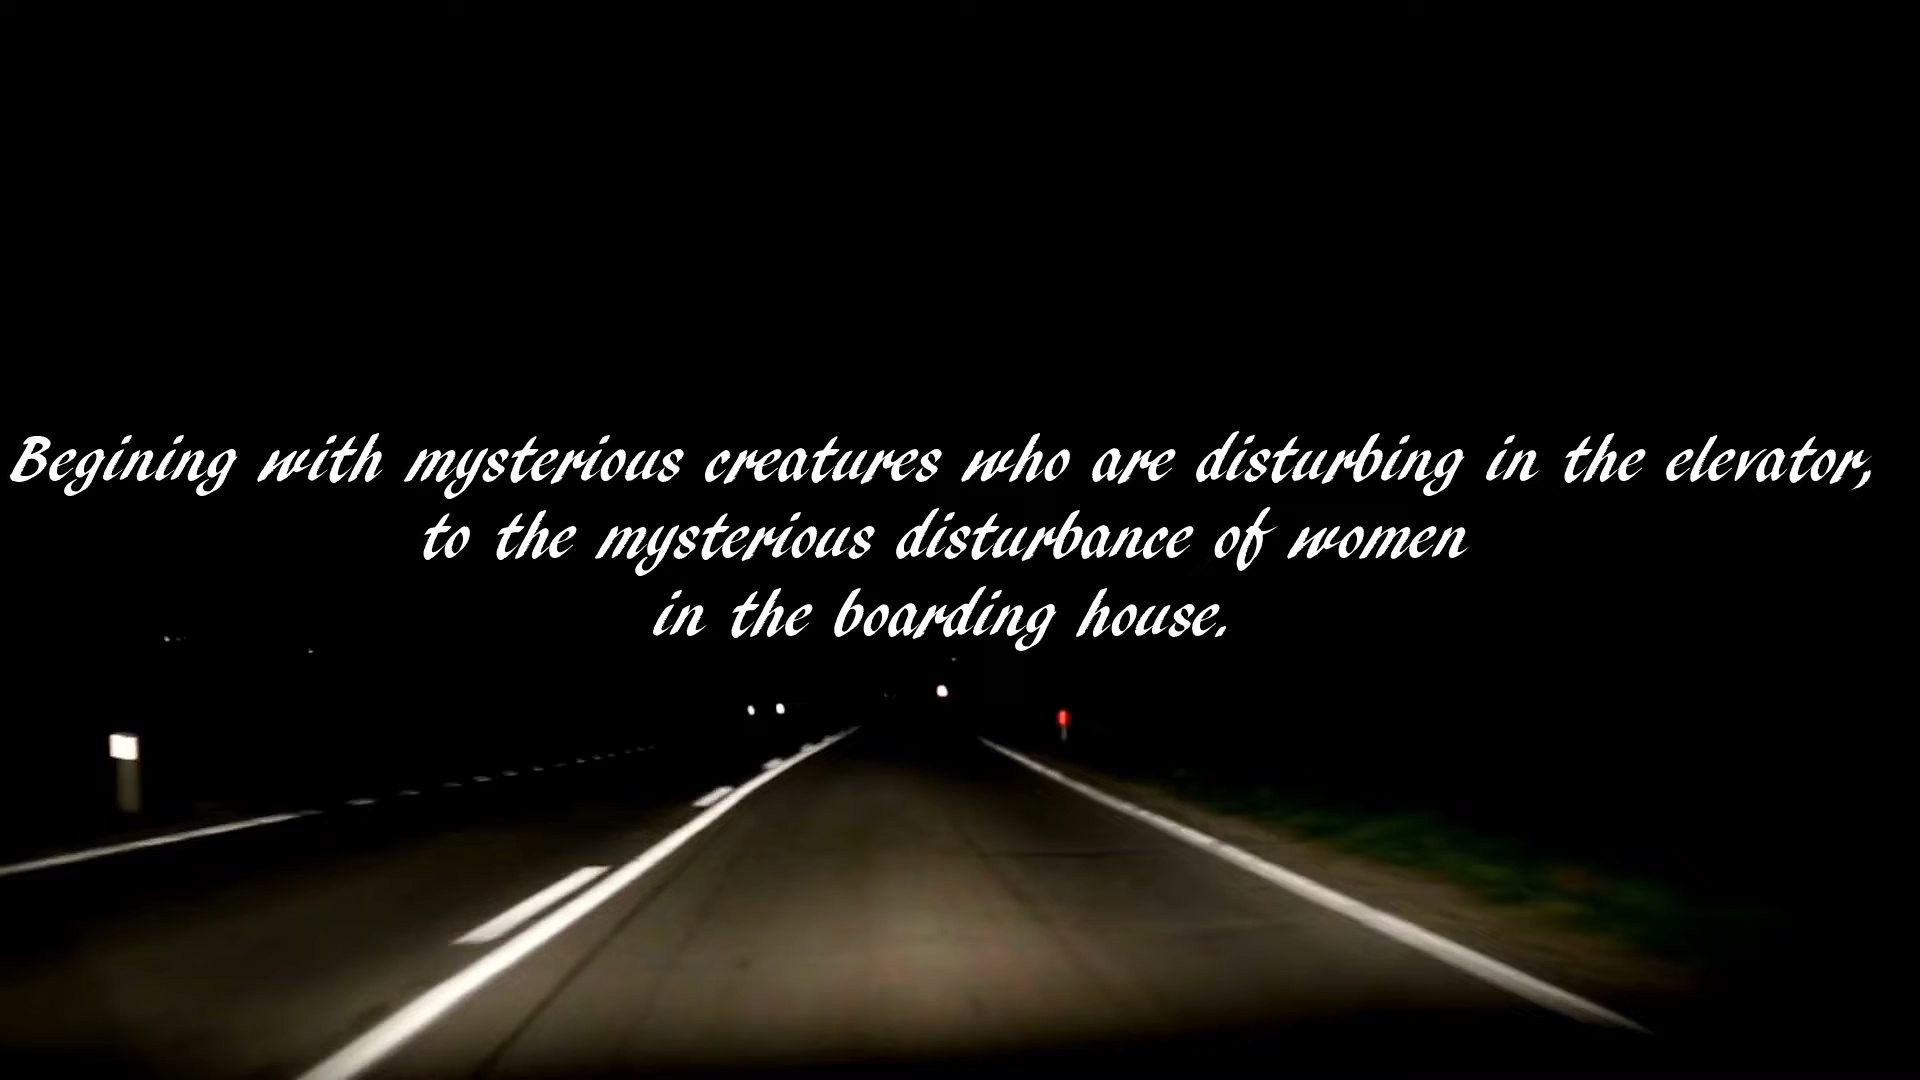 Begining with mysterious creatures who are disturbing in the elevator,
to the mysterious disturbance of women
in the boarding house.